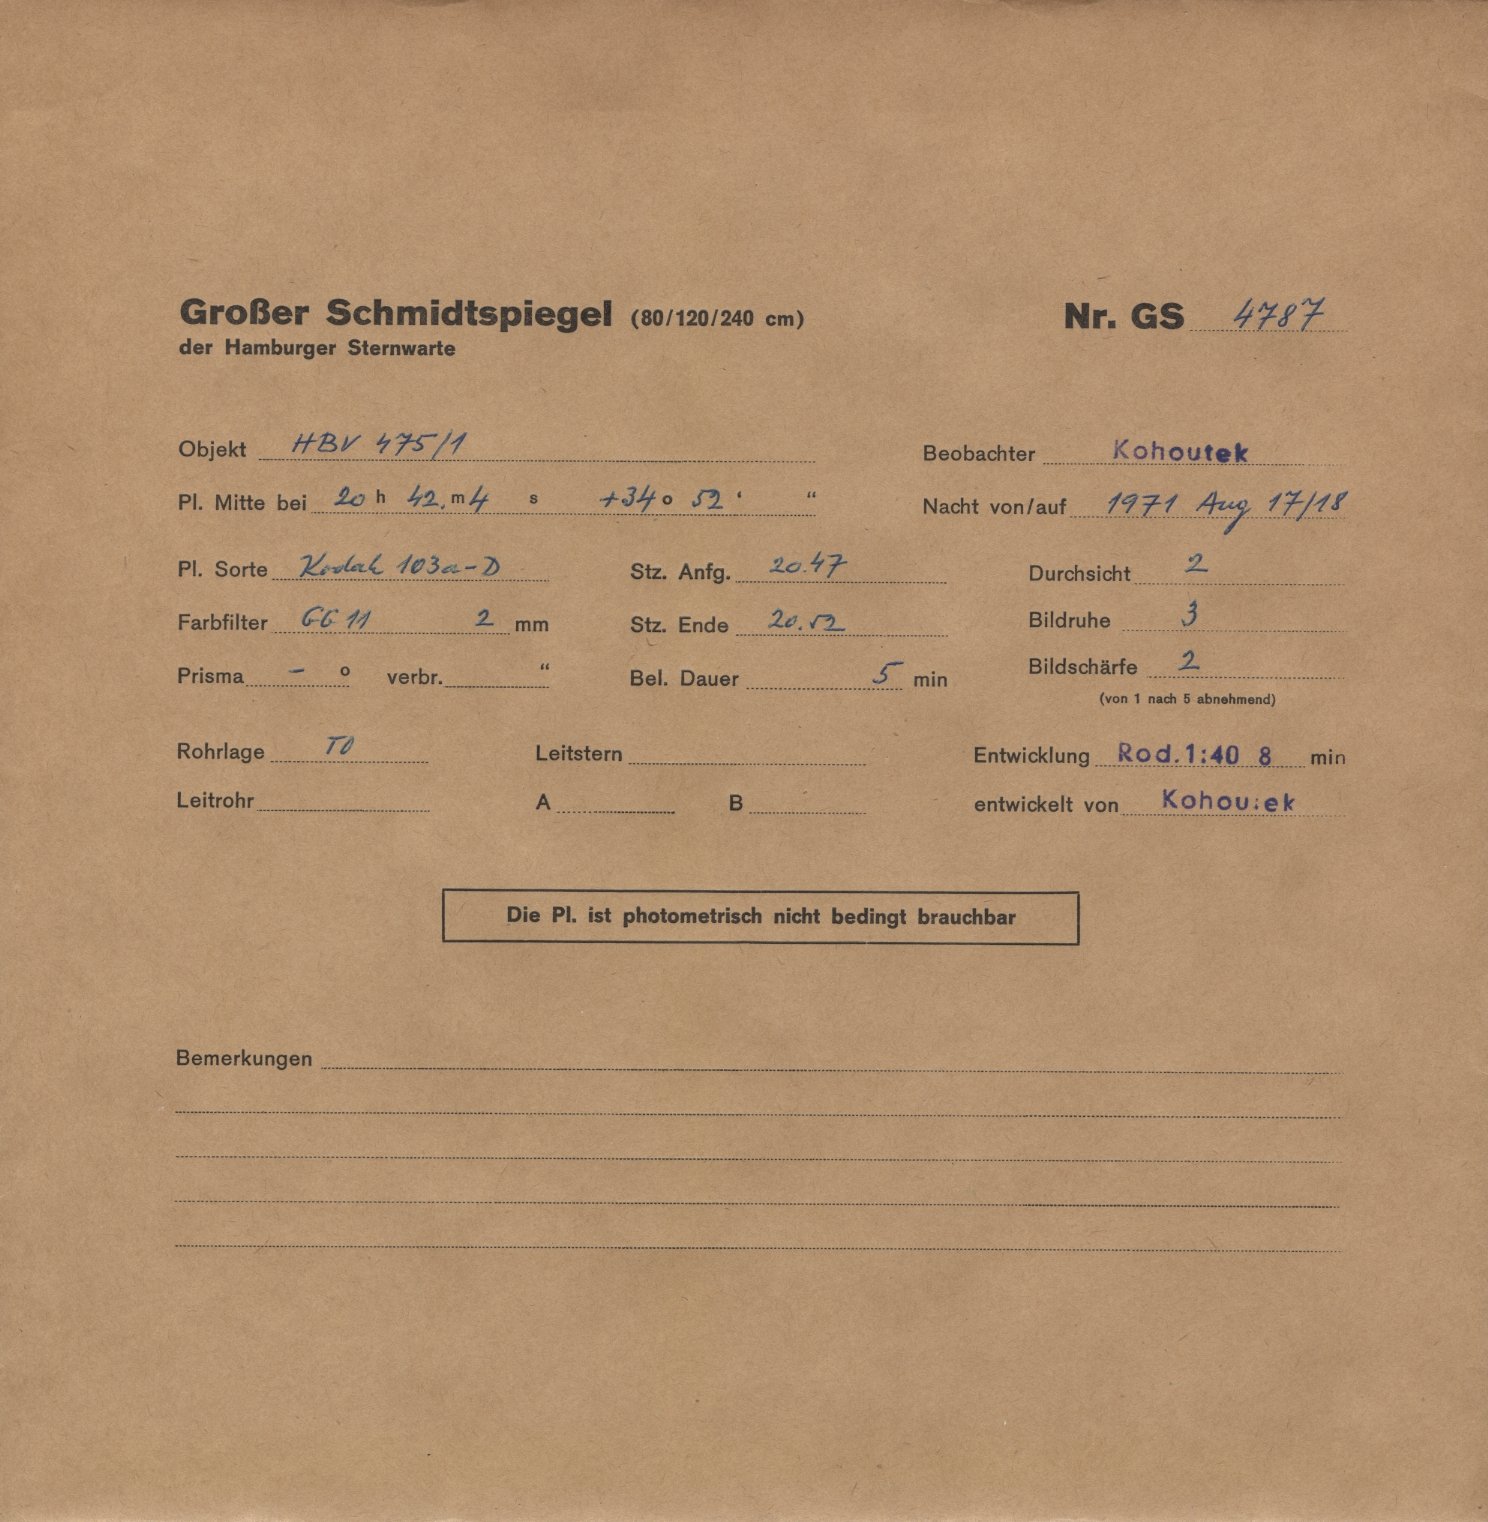 Großer Schmidtspiegel (80/120/240 cm) Nr. GS 4787
der Hamburger Sternwarte
Objekt HBV 475/1 Beobachter Kohoutek
Pl. Mitte bei 20 h 42. m 4 s +34 o 52 ' " Nacht von/auf 1971 Aug 17/18
Pl. Sorte Kodak 103a-D Stz. Anfg. 20.47 Durchsicht 2
Farbfilter GG 11 2 mm Stz. Ende 20.52 Bildruhe 3
Prisma – o verbr. " Bel. Dauer 5 min Bildschärfe 2
(von 1 nach 5 abnehmend)
Rohrlage TO Leitstern Entwicklung Rod. 1:40 8 min
Leitrohr A B entwickelt von Kohoutek
Die Pl. ist photometrisch nicht bedingt brauchbar
Bemerkungen